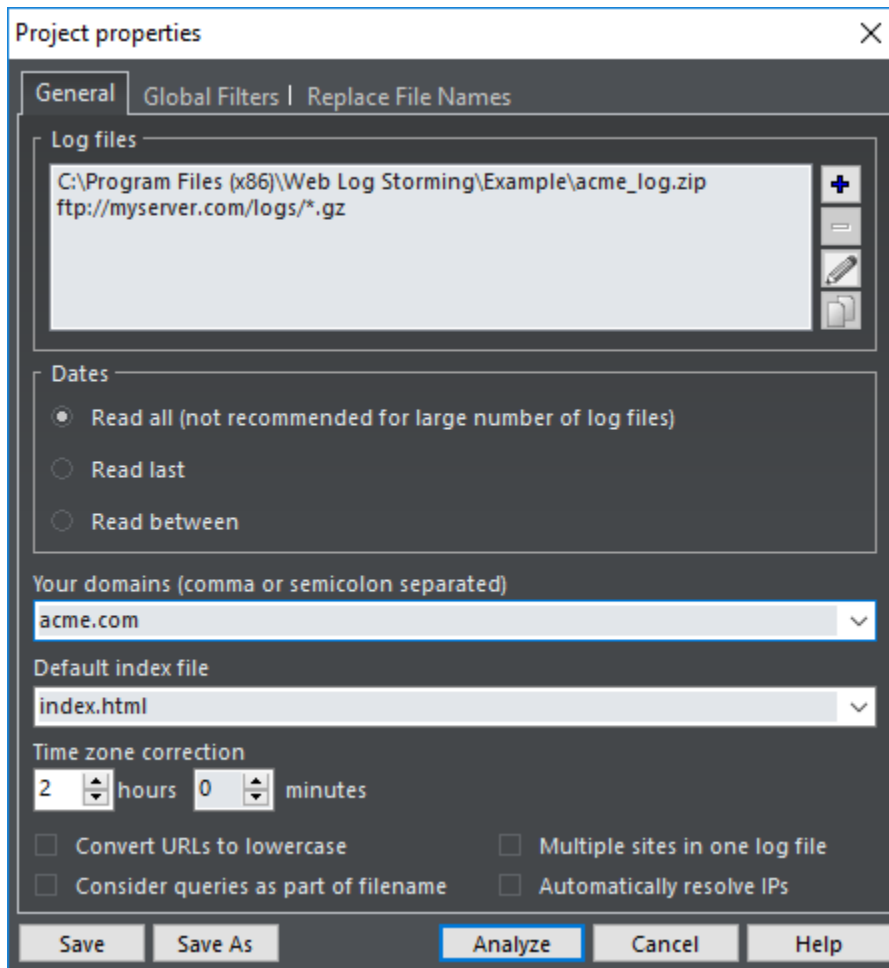 Project properties
General Global Filters Replace File Names
Log files
C:\Program Files (x86)\Web Log Storming\Example\acme_log.zip
ftp://myserver.com/logs/*.gz
Dates
Read all (not recommended for large number of log files)
Read last
Read between
Your domains (comma or semicolon separated)
acme.com
Default index file
index.html
Time zone correction
2 hours 0 minutes
Convert URLs to lowercase Multiple sites in one log file
Consider queries as part of filename Automatically resolve IPs
Save Save As Analyze Cancel Help